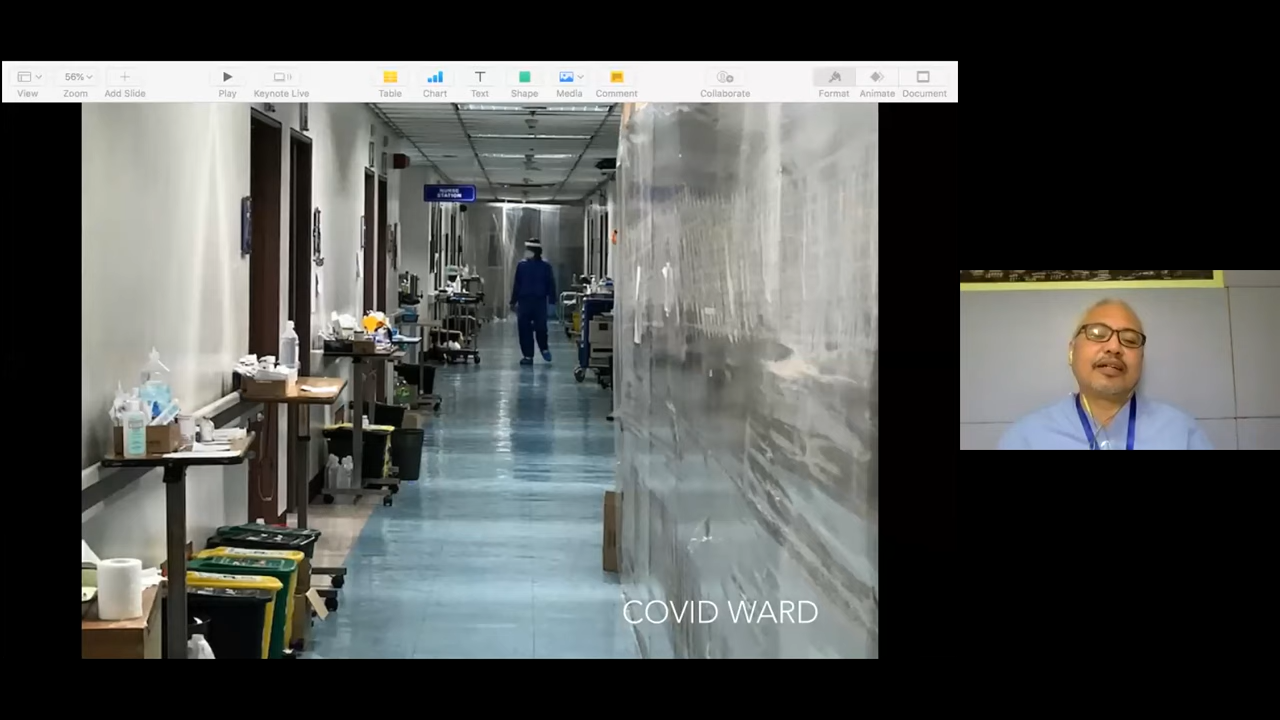 View
56%
Zoom
Add Slide
Play
Keynote Live
Table
Chart
Text
Shape
Media
Comment
Collaborate
Format
Animate
Document
NURSE
STATION
COVID WARD